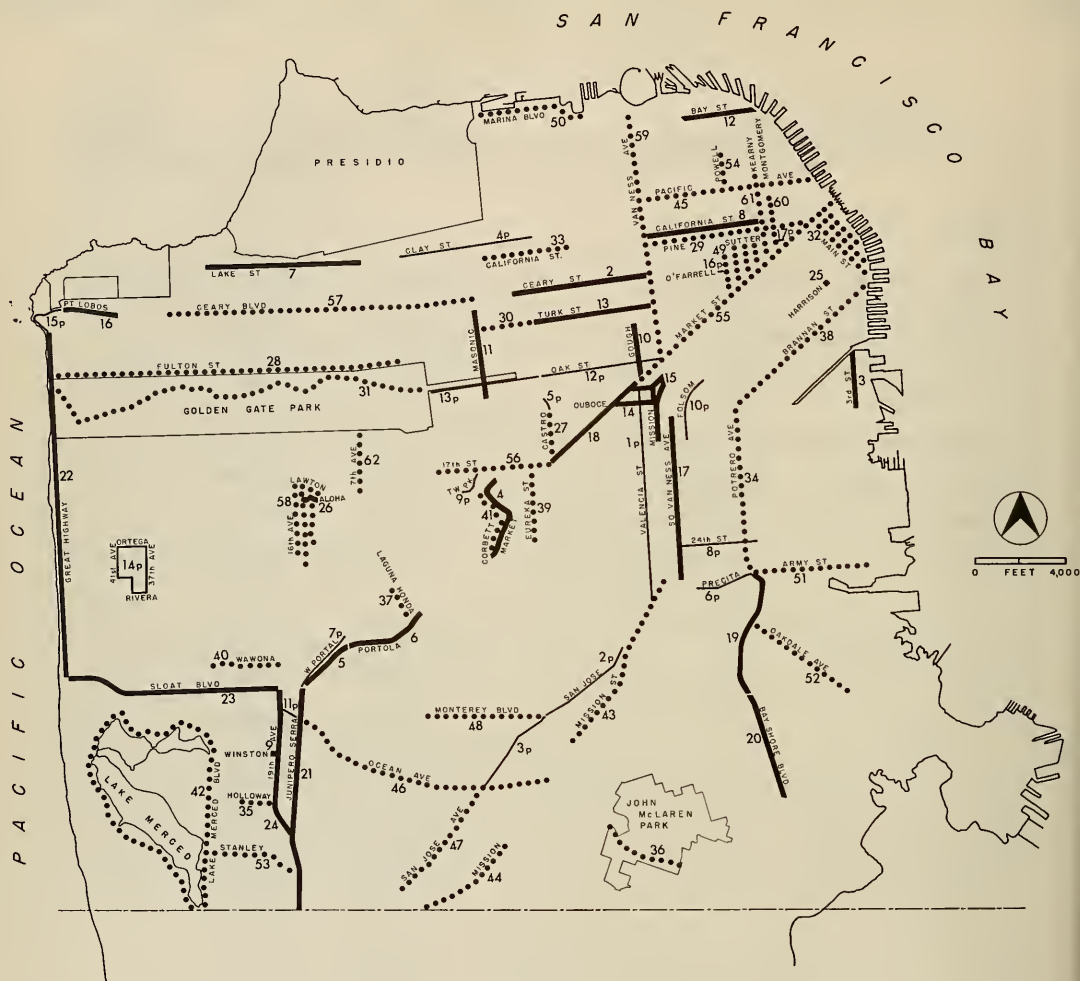 SAN FRANCISCO BAY
PACIFIC OCEAN
PRESIDIO
MARINA BLVD
50
BAY ST
12
VAN NESS AVE
59
POWELL
54
KEARNY
MONTGOMERY
PACIFIC AVE
45
61
60
CALIFORNIA ST
8
PINE 29
SUTTER
49
17p
32
MAIN ST
16p
O'FARRELL
25
HARRISON
CLAY ST
4p
33
CALIFORNIA ST.
LAKE ST
7
GEARY ST
2
GEARY BLVD
57
TURK ST
13
30
MARKET ST
55
BRANNAN ST
38
PT LOBOS
15p
16
MASONIC
11
GOUGH
10
FULTON ST
28
OAK ST
12p
31
13p
GOLDEN GATE PARK
3rd ST
3
15
DUBOCE
14
MISSION
FOLSOM
10p
5p
CASTRO
27
18
1p
VALENCIA ST
17
SO VAN NESS AVE
POTRERO AVE
34
22
GREAT HIGHWAY
7th AVE
62
17th ST
56
TW PK
9p
4
41
CORBETT
MARKET
EUREKA ST
39
LAWTON
58
ALOHA
26
16th AVE
24th ST
8p
PRECITA
6p
ARMY ST
51
ORTEGA
41st AVE
14p
37th AVE
RIVERA
LAGUNA HONDA
37
7p
W PORTAL
5
PORTOLA
6
40 WAWONA
SLOAT BLVD
23
11p
19
OAKDALE AVE
52
2p
SAN JOSE
MISSION ST
43
MONTEREY BLVD
48
3p
20
BAY SHORE BLVD
WINSTON
9
19th AVE
JUNIPERO SERRA
21
OCEAN AVE
46
LAKE MERCED
42
LAKE MERCED BLVD
HOLLOWAY
35
24
STANLEY
53
SAN JOSE AVE
47
MISSION
44
JOHN
McLAREN
PARK
36
0 FEET 4,000